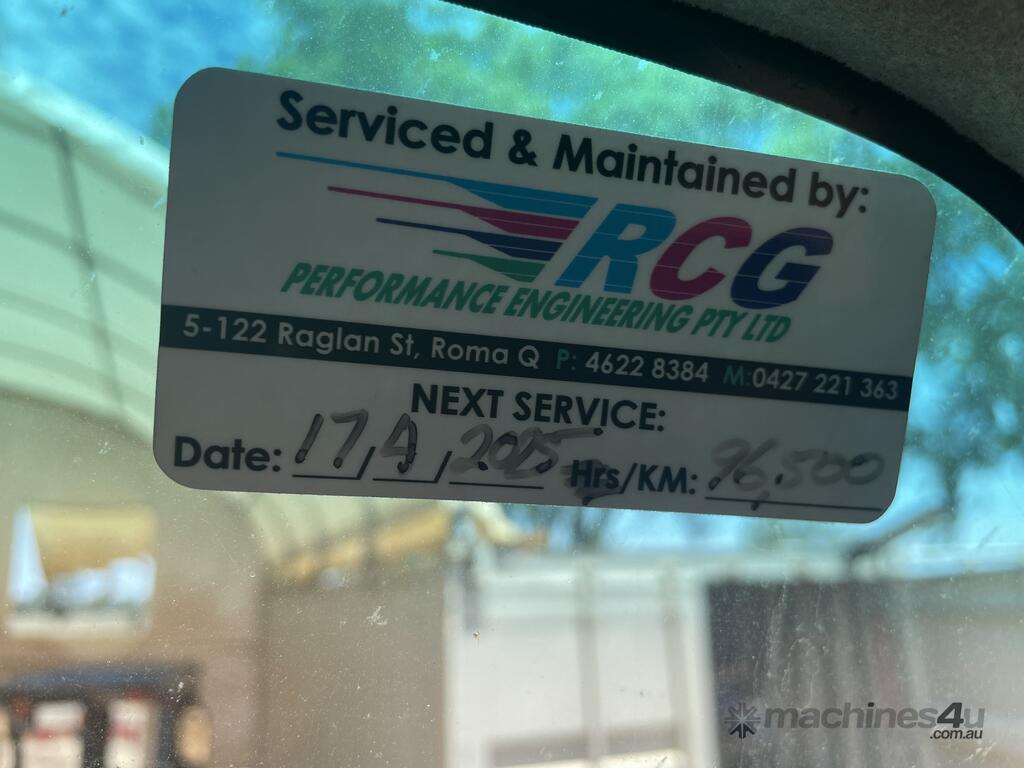 Serviced & Maintained by:
RCG
PERFORMANCE ENGINEERING PTY LTD
5-122 Raglan St, Roma Q P: 4622 8384 M:0427 221 363
NEXT SERVICE:
Date: 17/ /2025 Hrs/KM: 96,500
machines4u
.com.au